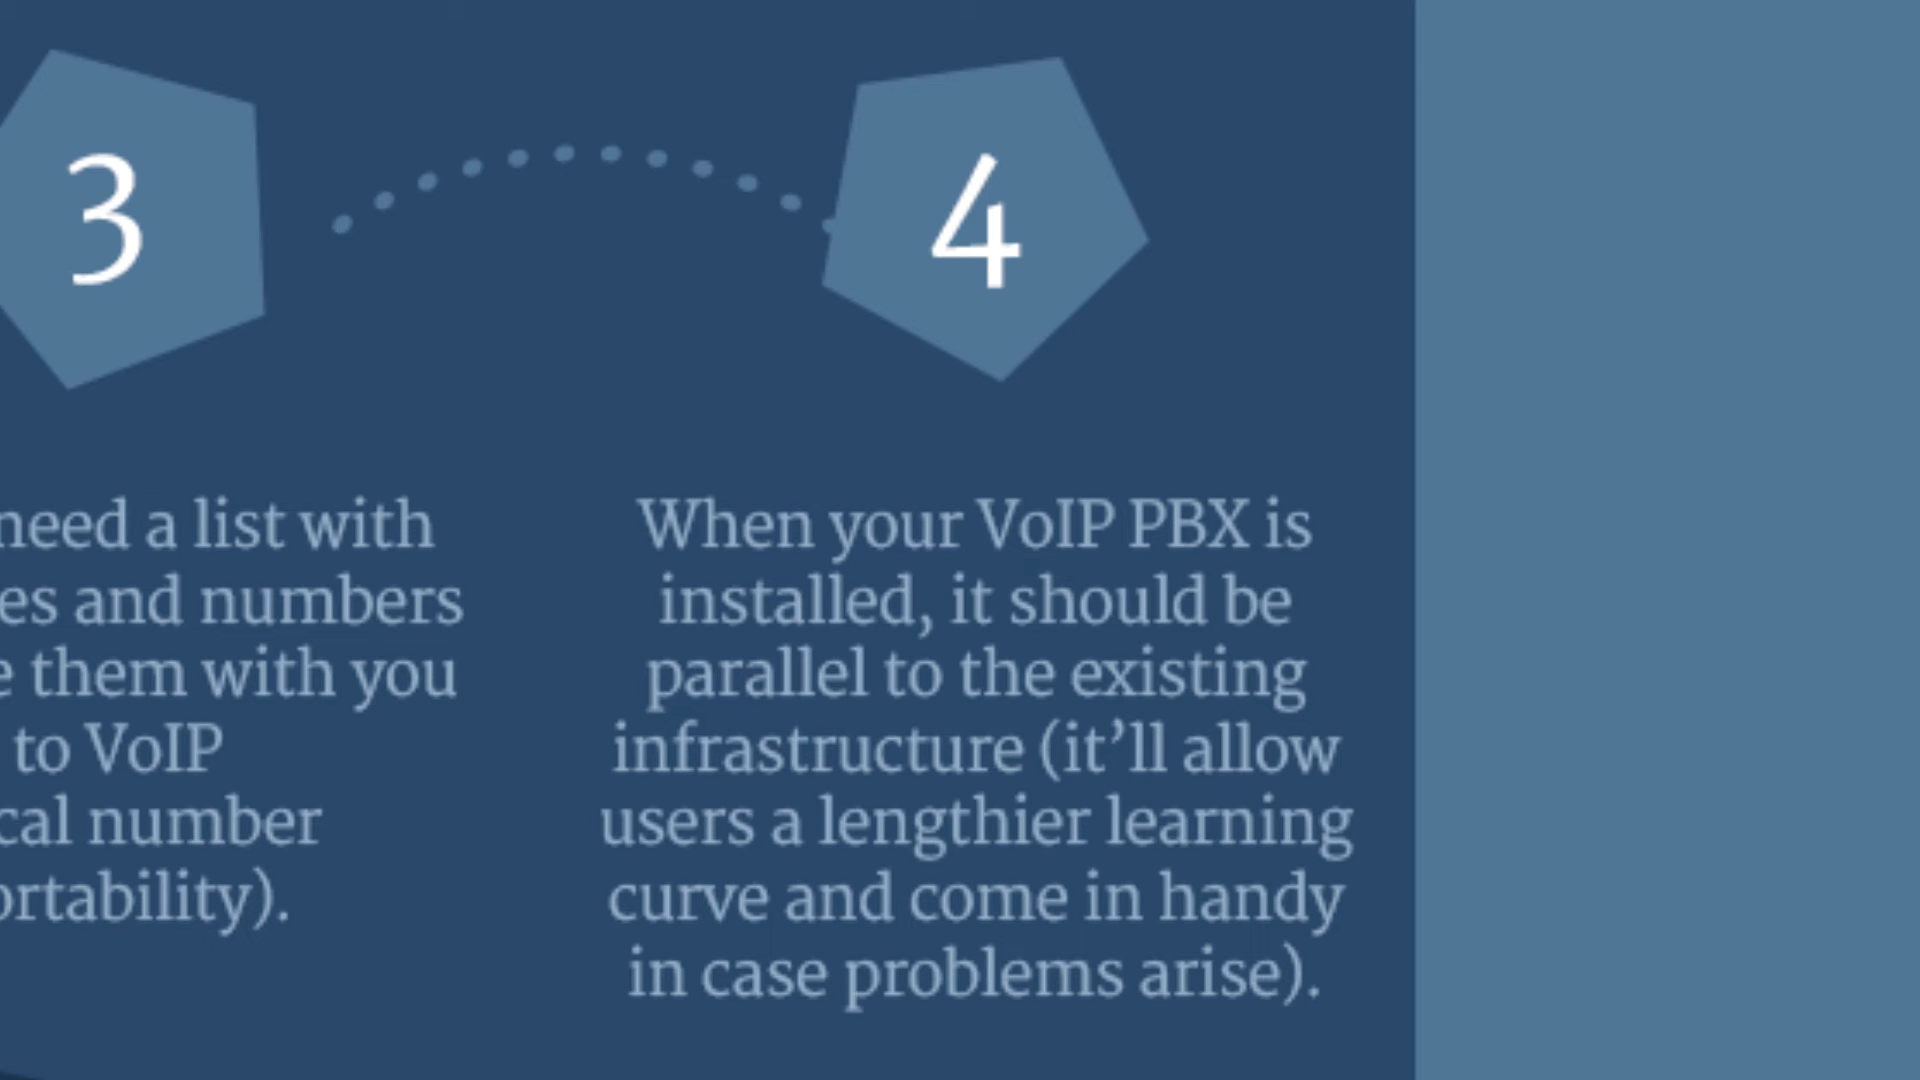 3
need a list with
es and numbers
e them with you
to VoIP
cal number
ortability).
4
When your VoIP PBX is
installed, it should be
parallel to the existing
infrastructure (it’ll allow
users a lengthier learning
curve and come in handy
in case problems arise).